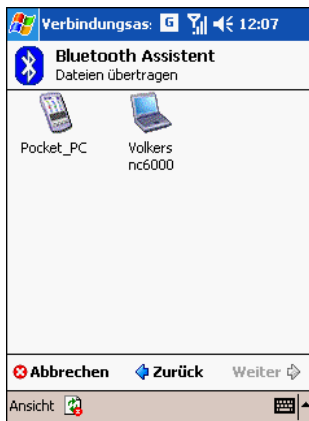 Verbindungsas: G 12:07
Bluetooth Assistent
Dateien übertragen
Pocket_PC
Volkers
nc6000
Abbrechen Zurück Weiter
Ansicht